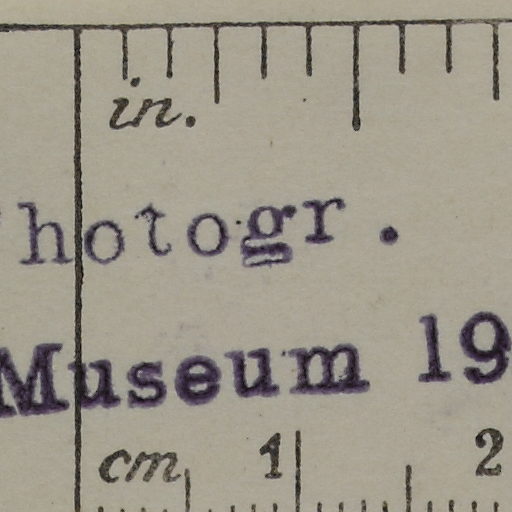 in.
hotogr.
Museum 19
cm 1 2